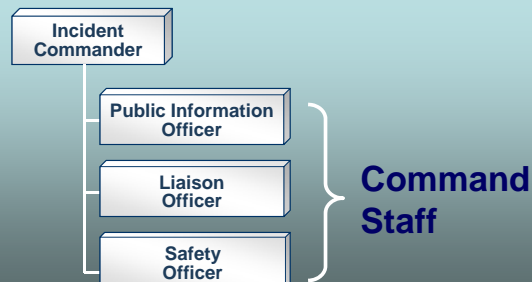 Incident
Commander
Public Information
Officer
Liaison
Officer
Safety
Officer
Command
Staff